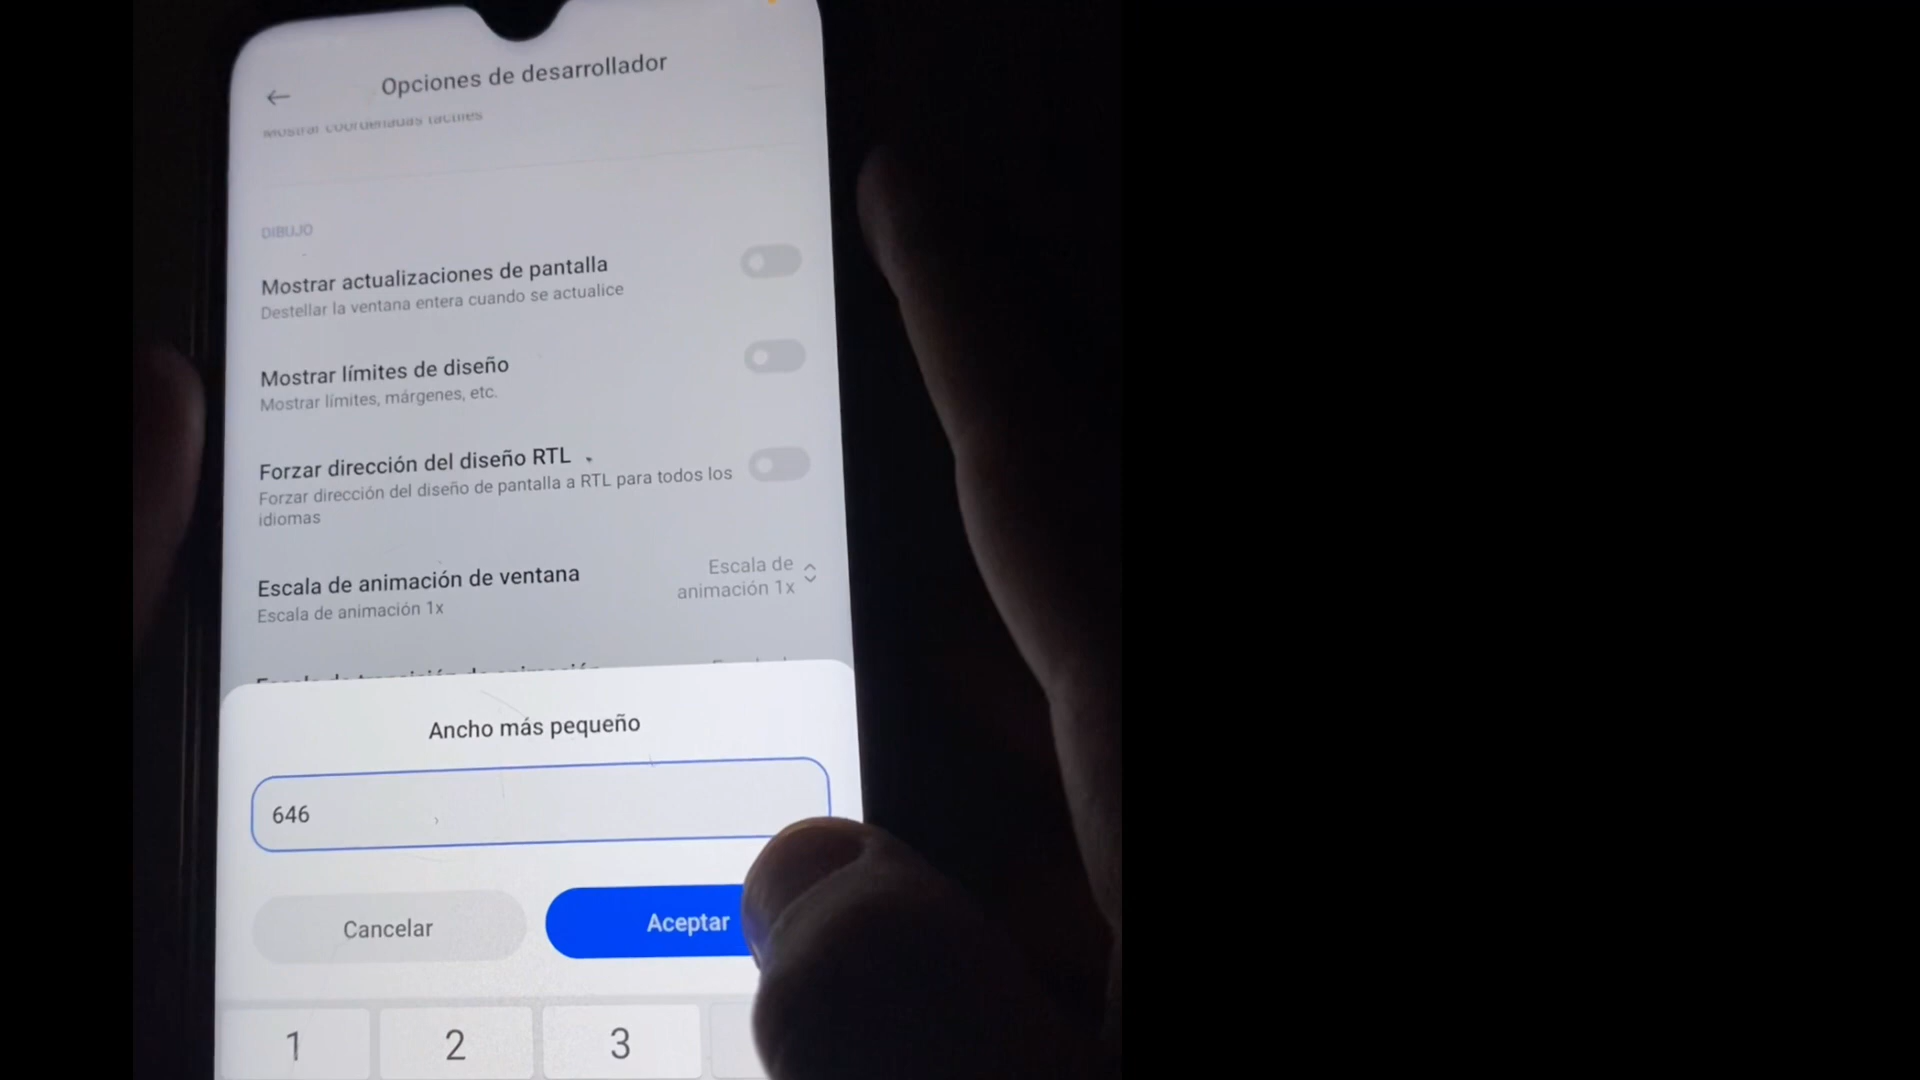 Opciones de desarrollador
Mostrar coordenadas táctiles
DIBUJO
Mostrar actualizaciones de pantalla
Destellar la ventana entera cuando se actualice
Mostrar límites de diseño
Mostrar límites, márgenes, etc.
Forzar dirección del diseño RTL
Forzar dirección del diseño de pantalla a RTL para todos los
idiomas
Escala de animación de ventana
Escala de animación 1x
Escala de
animación 1x
Ancho más pequeño
646
Cancelar
Aceptar
1 2 3